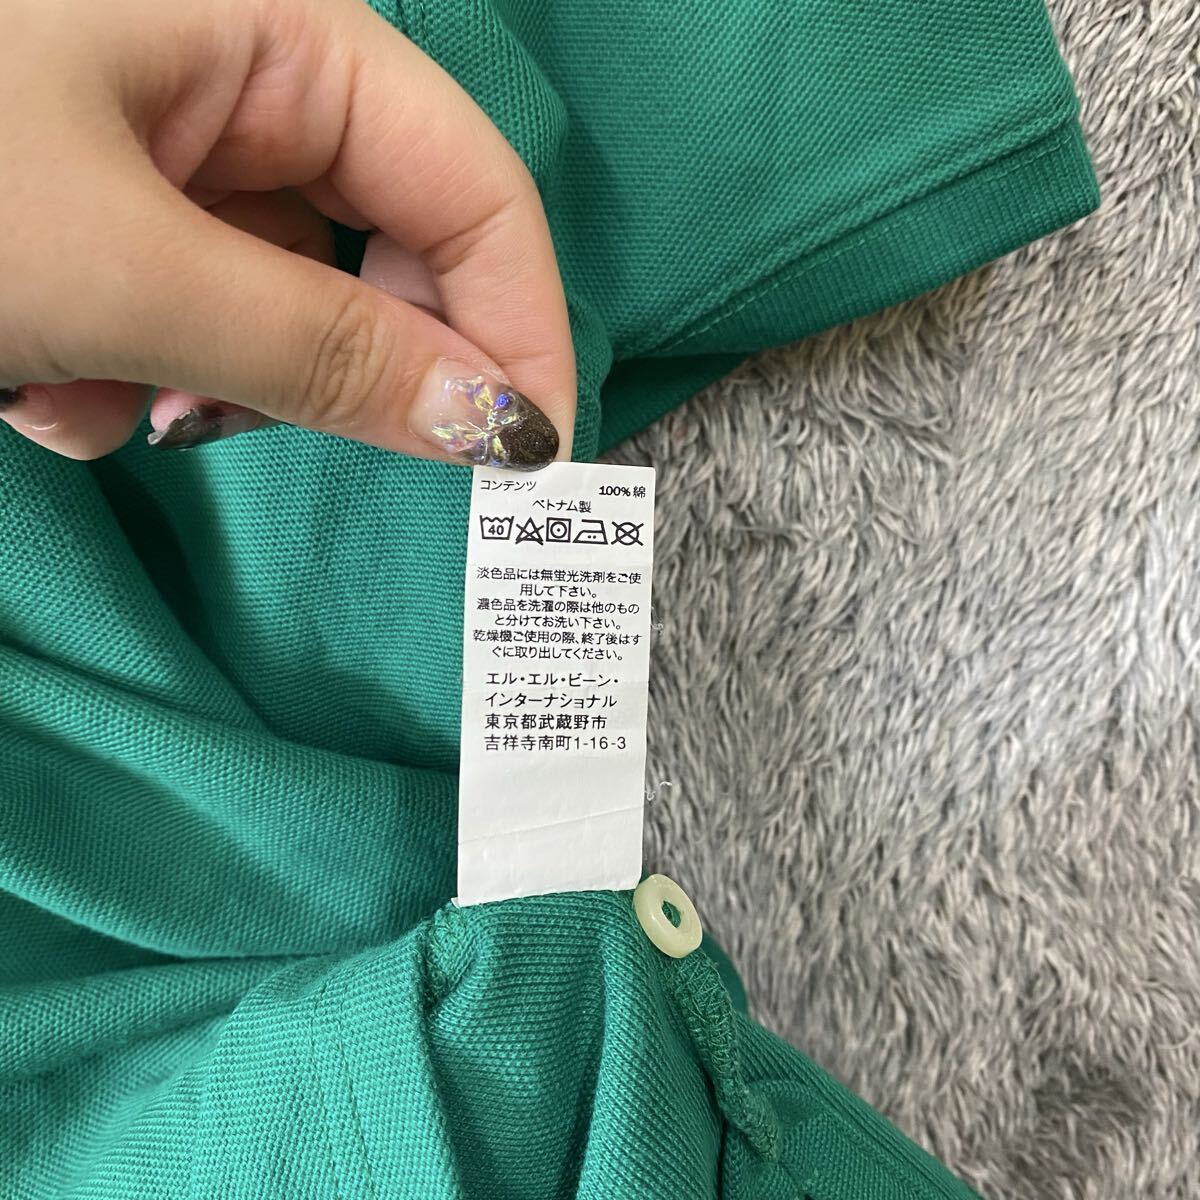 コンテンツ 100% 綿
ベトナム製
40
淡色品には無蛍光洗剤をご使
用して下さい。
濃色品を洗濯の際は他のもの
と分けてお洗い下さい。
乾燥機ご使用の際、終了後はす
ぐに取り出してください。
エル・エル・ビーン・
インターナショナル
東京都武蔵野市
吉祥寺南町1-16-3